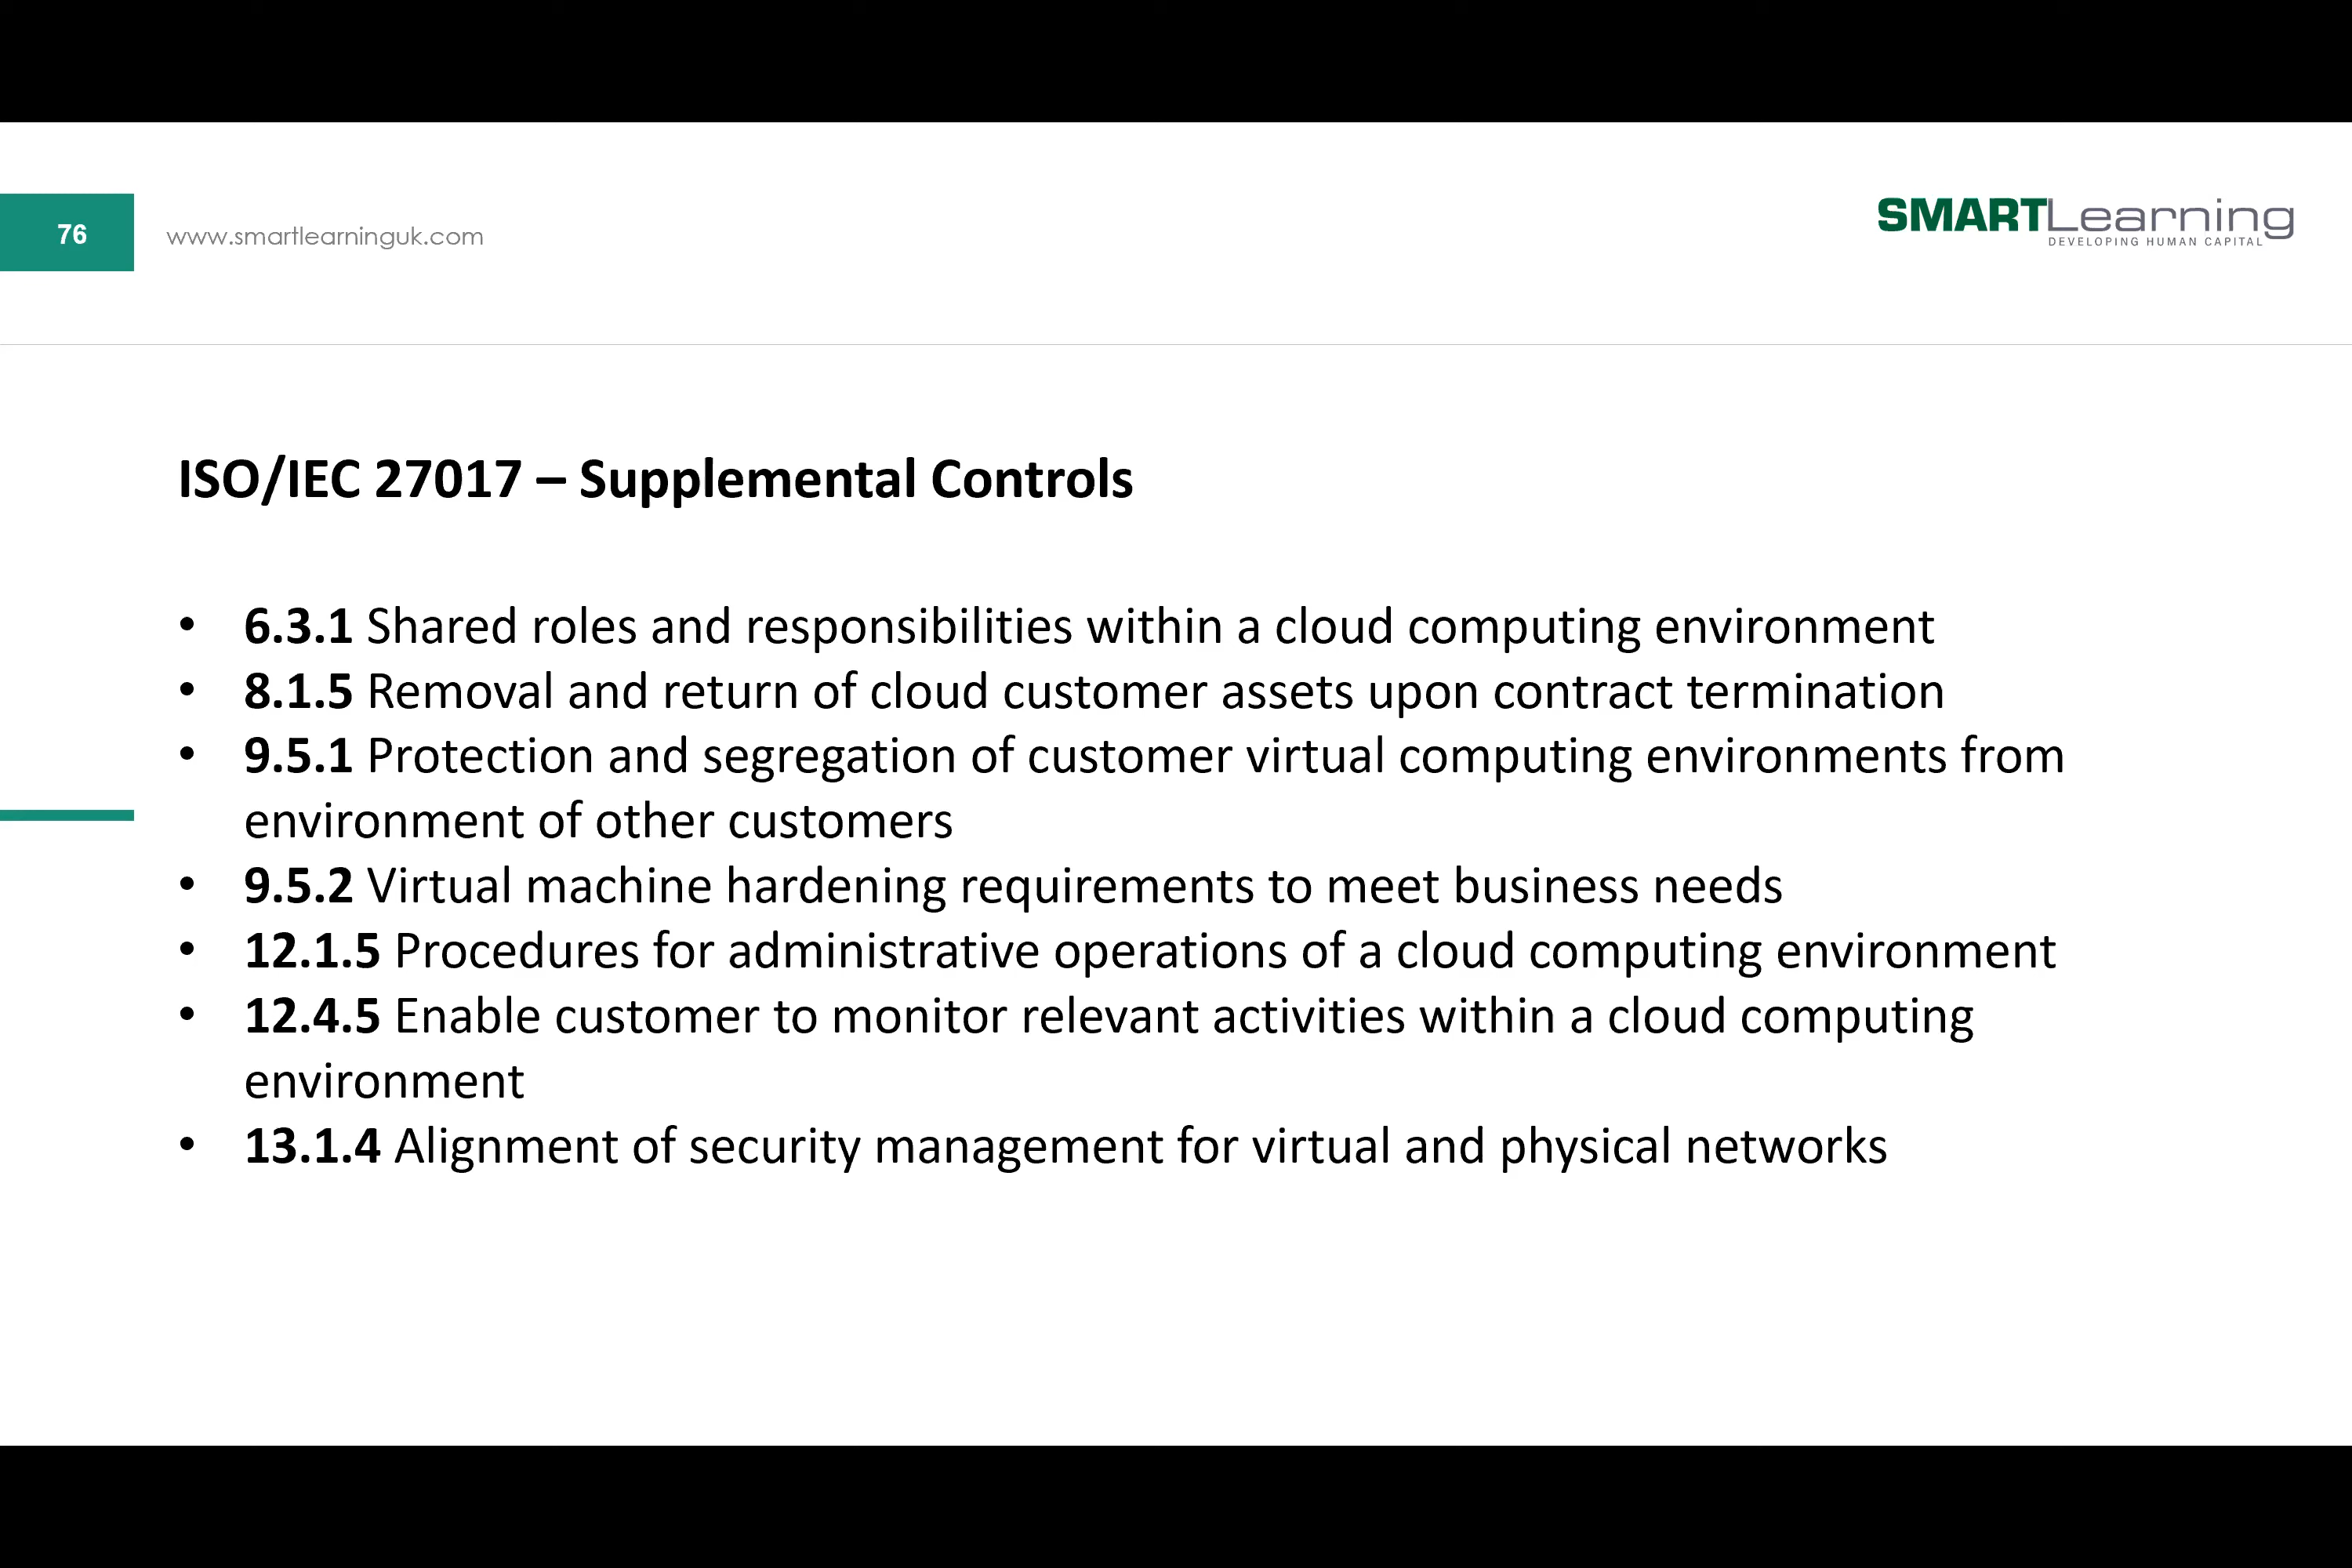 76
www.smartlearninguk.com
SMARTLearning
DEVELOPING HUMAN CAPITAL
ISO/IEC 27017 – Supplemental Controls
• 6.3.1 Shared roles and responsibilities within a cloud computing environment
• 8.1.5 Removal and return of cloud customer assets upon contract termination
• 9.5.1 Protection and segregation of customer virtual computing environments from
environment of other customers
• 9.5.2 Virtual machine hardening requirements to meet business needs
• 12.1.5 Procedures for administrative operations of a cloud computing environment
• 12.4.5 Enable customer to monitor relevant activities within a cloud computing
environment
• 13.1.4 Alignment of security management for virtual and physical networks